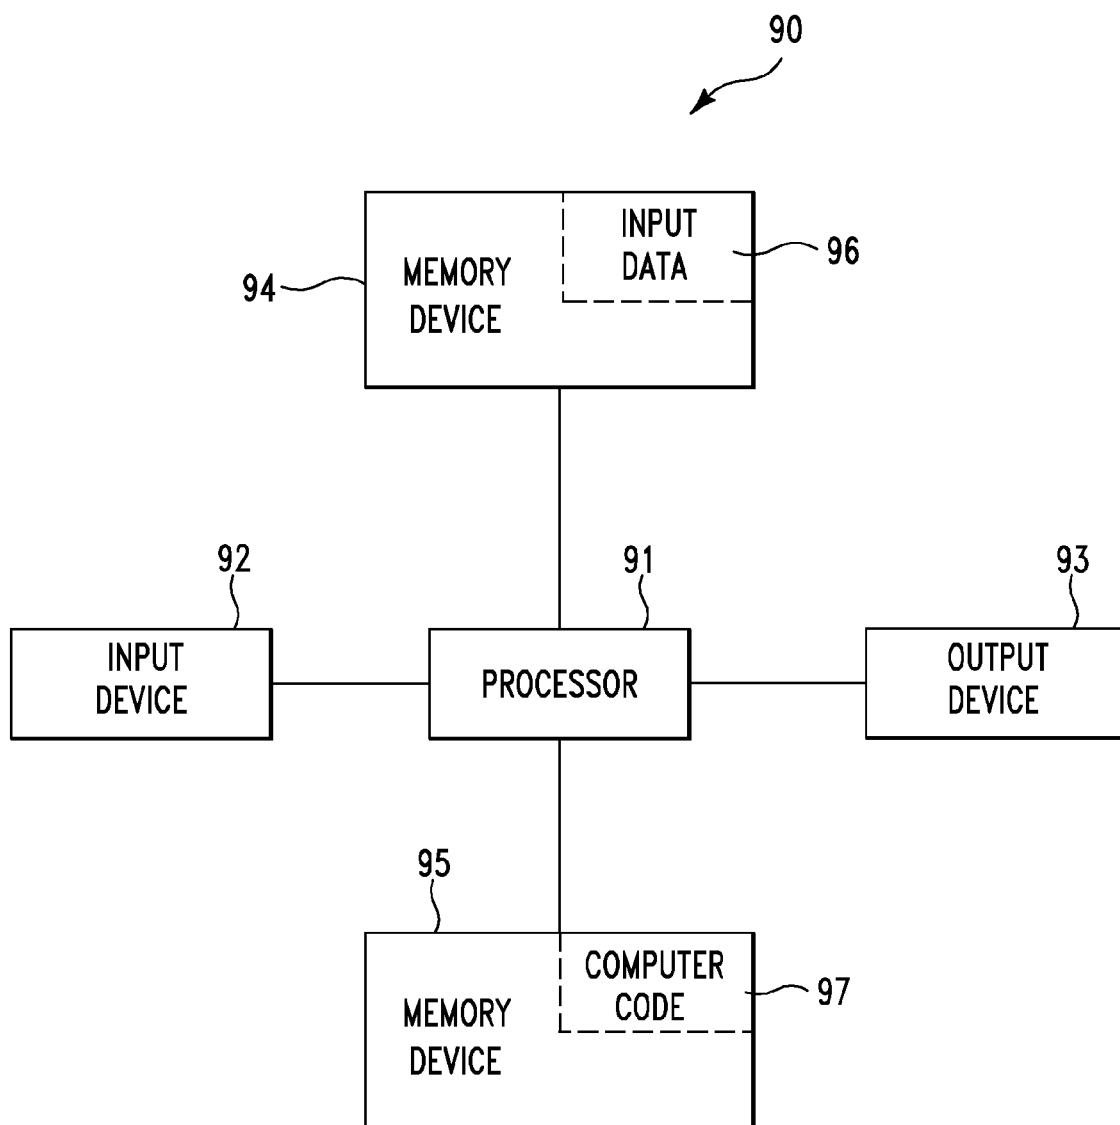 90
INPUT
DATA
96
MEMORY
DEVICE
94
92
91
93
INPUT
DEVICE
PROCESSOR
OUTPUT
DEVICE
95
COMPUTER
CODE
97
MEMORY
DEVICE